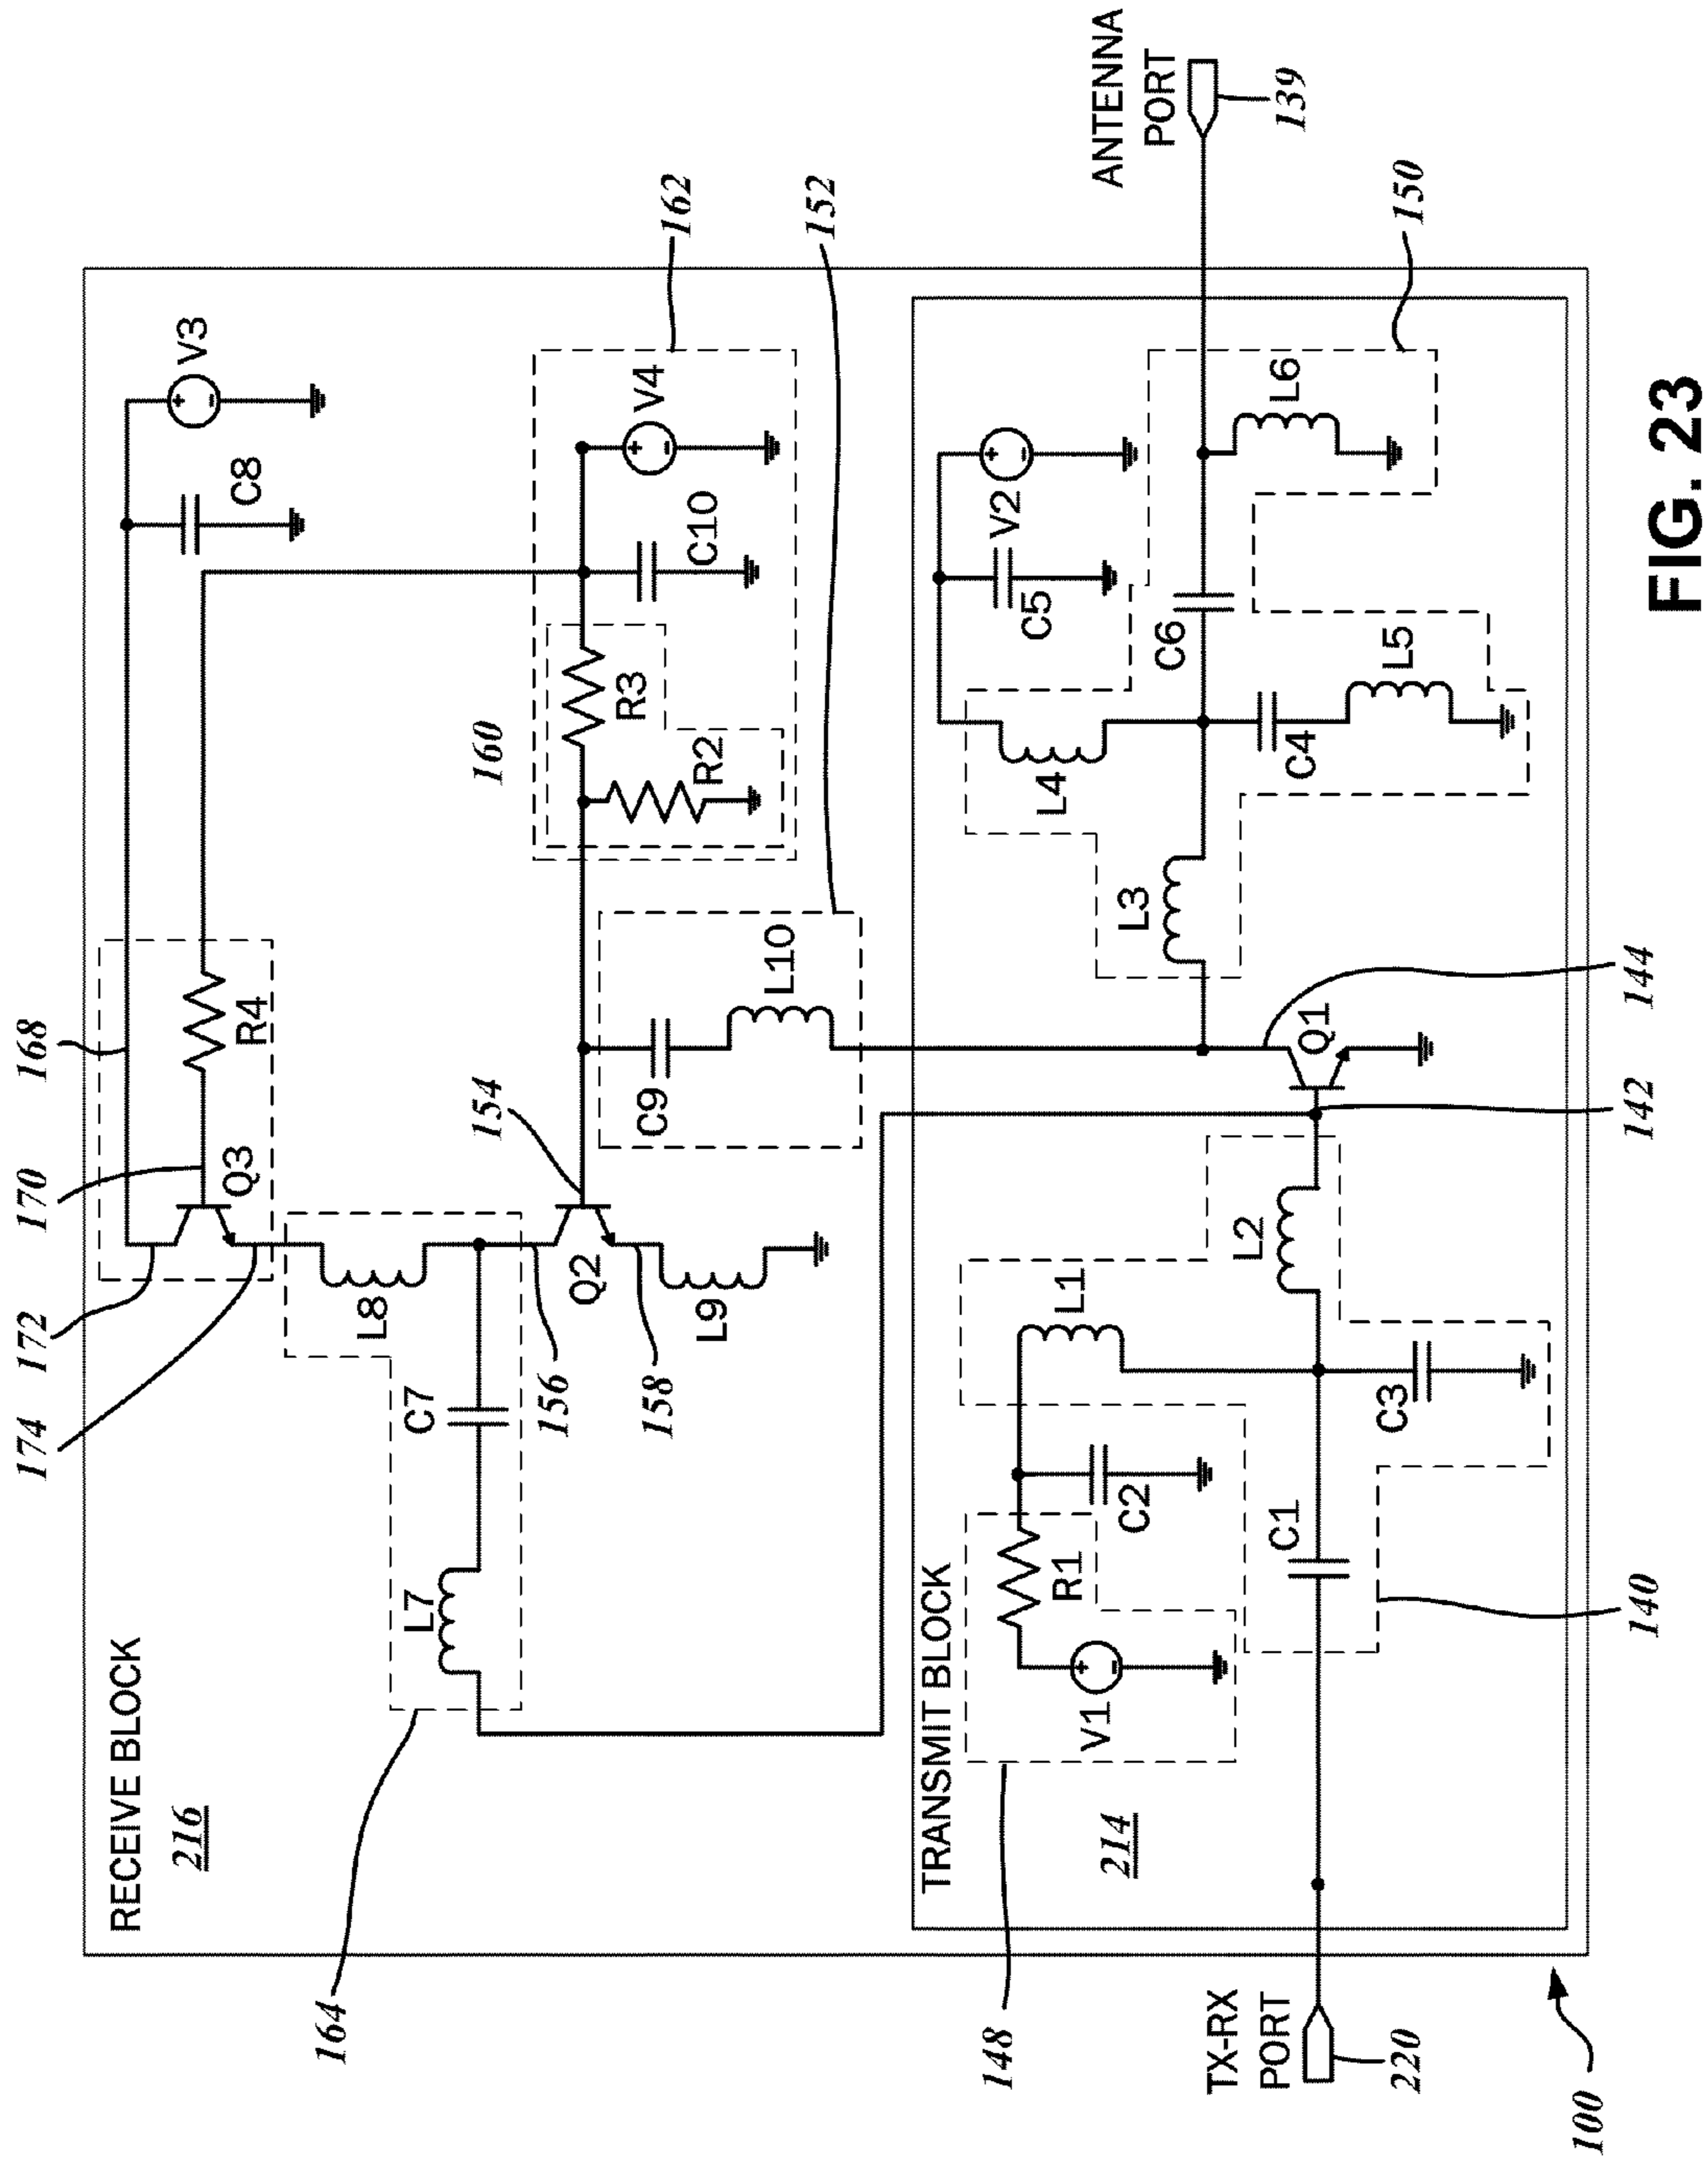 RECEIVE BLOCK
216
174
172
170
168
Q3
R4
C8
V3
L8
164
L7
C7
156
Q2
154
158
L9
160
R3
R2
C10
V4
162
152
C9
L10
TRANSMIT BLOCK
214
148
V1
R1
C2
L1
C1
C3
L2
140
142
Q1
144
L3
L4
C5
V2
C6
C4
L5
L6
150
ANTENNA
PORT
139
TX-RX
PORT
220
100
FIG. 23